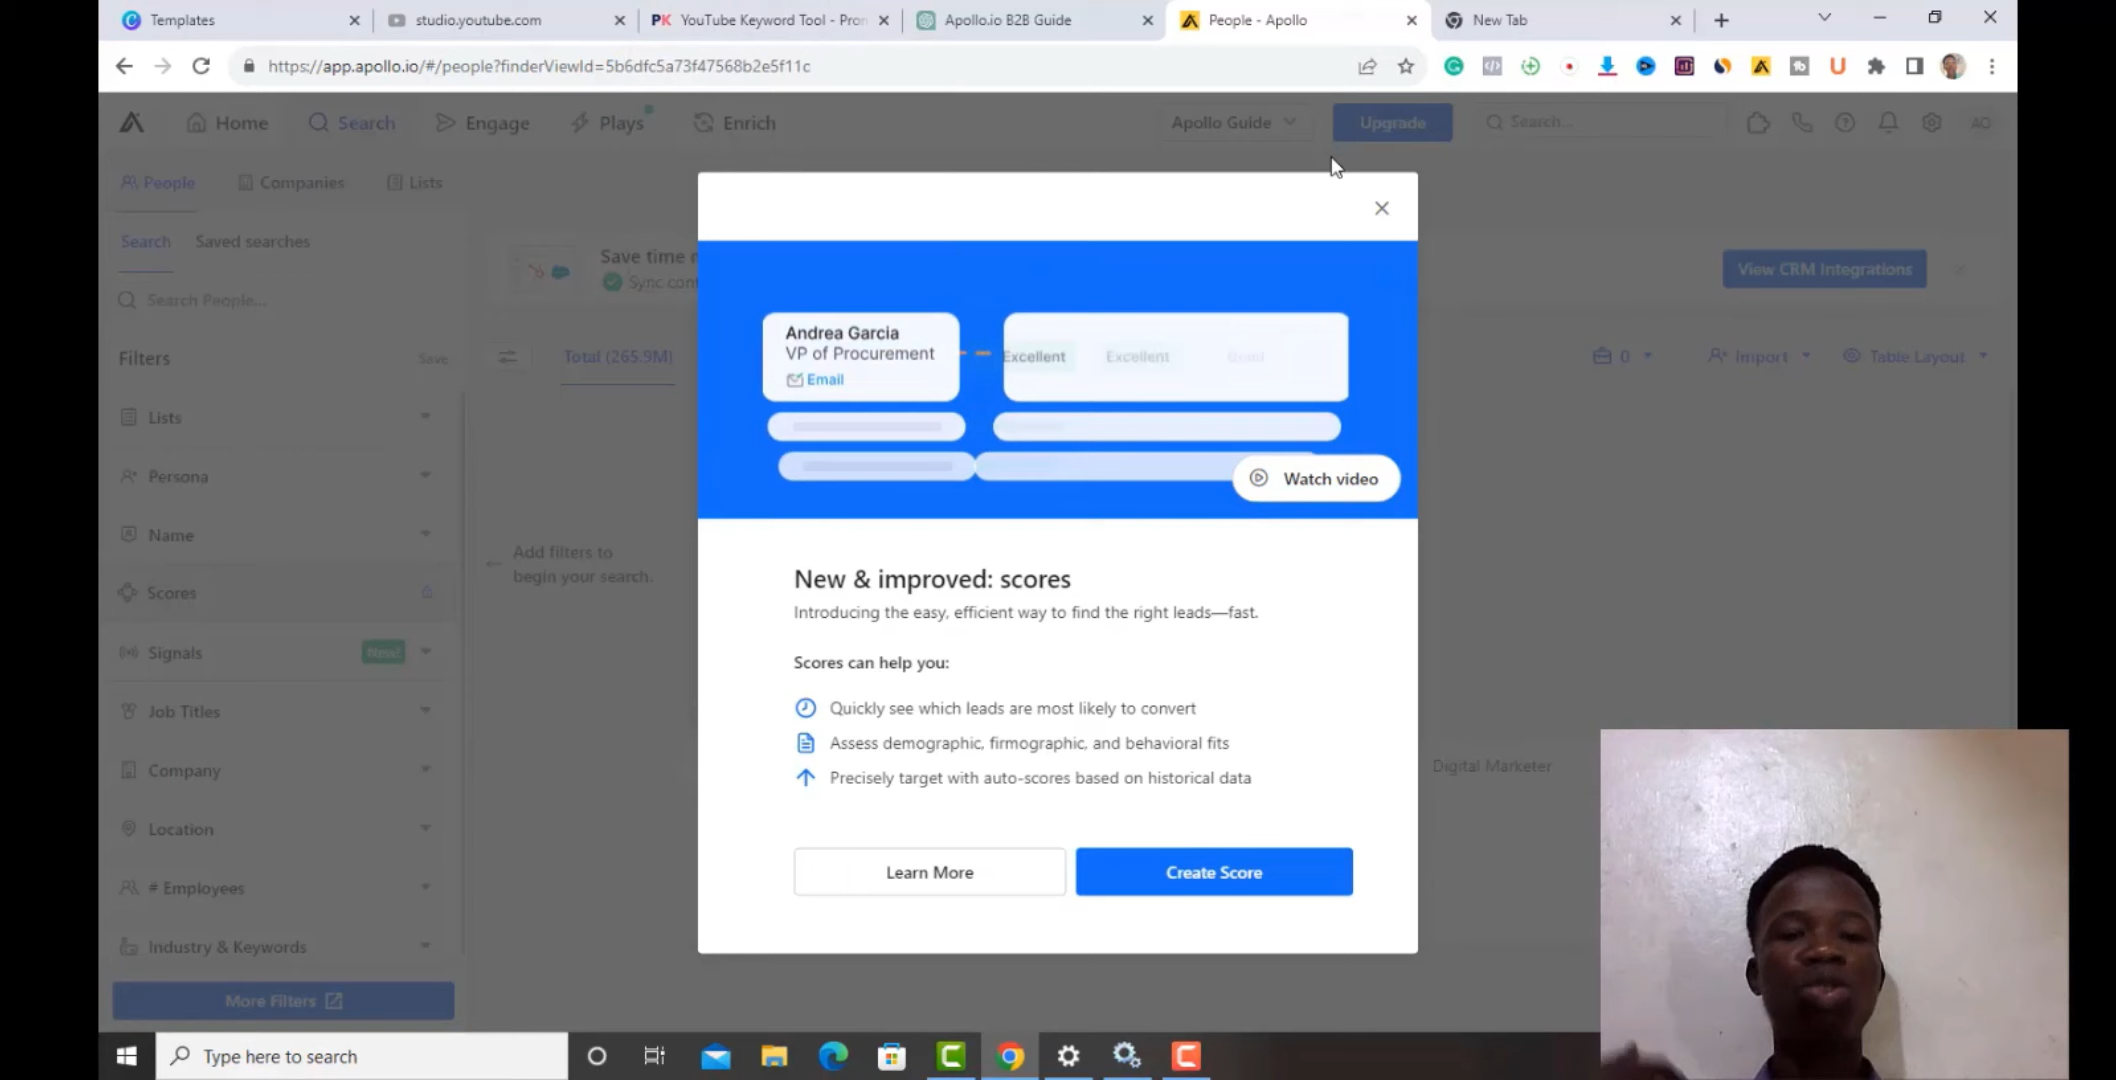 Templates
studio.youtube.com
PK YouTube Keyword Tool - Pron
Apollo.io B2B Guide
People - Apollo
New Tab
https://app.apollo.io/#/people?finderViewId=5b6dfc5a73f47568b2e5f11c
Home
Search
Engage
Plays
Enrich
Apollo Guide
Upgrade
Search...
AO
People
Companies
Lists
Search
Saved searches
Search People...
Save time
Sync cont
View CRM Integrations
Filters
Save
Total (265.9M)
0
Import
Table Layout
Lists
Persona
Name
Scores
Signals
New!
Job Titles
Company
Location
# Employees
Industry & Keywords
More Filters
Add filters to
begin your search.
Andrea Garcia
VP of Procurement
Email
Excellent
Excellent
Watch video
New & improved: scores
Introducing the easy, efficient way to find the right leads—fast.
Scores can help you:
Quickly see which leads are most likely to convert
Assess demographic, firmographic, and behavioral fits
Precisely target with auto-scores based on historical data
Learn More
Create Score
Digital Marketer
Type here to search